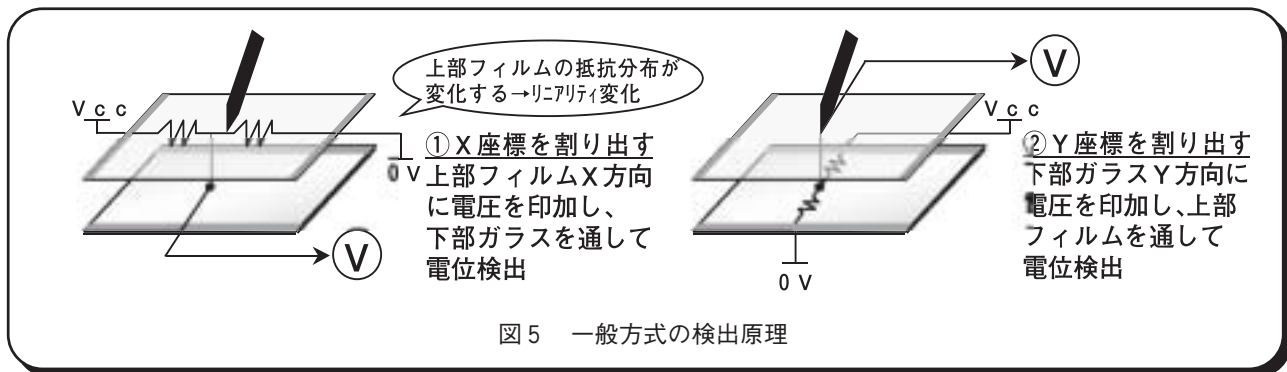 上部フィルムの抵抗分布が
変化する→リニアリティ変化
Vcc
0V
①X座標を割り出す
上部フィルムX方向
に電圧を印加し、
下部ガラスを通して
電位検出
V
V
Vcc
0V
②Y座標を割り出す
下部ガラスY方向に
電圧を印加し、上部
フィルムを通して
電位検出
図5 一般方式の検出原理